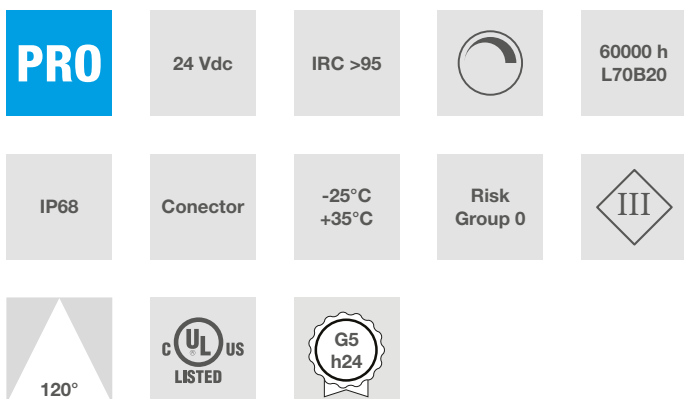 PRO
24 Vdc
IRC >95
60000 h
L70B20
IP68
Conector
-25°C
+35°C
Risk
Group 0
III
120°
c UL ® US
LISTED
G5
h24